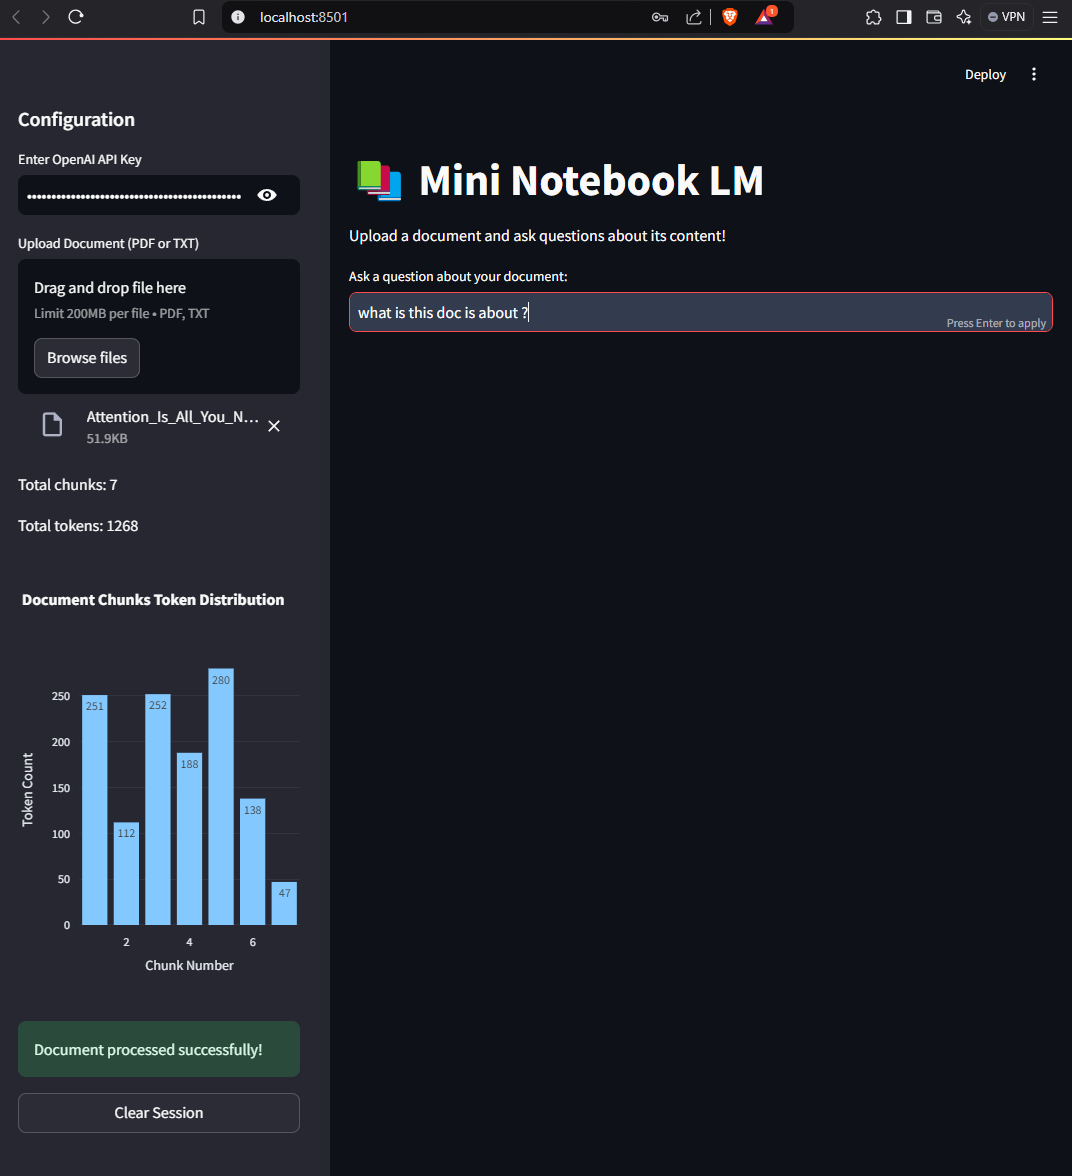 localhost:8501
1
VPN
Deploy
Configuration
Enter OpenAI API Key
••••••••••••••••••••••••••••••••••••••••••••
Upload Document (PDF or TXT)
Drag and drop file here
Limit 200MB per file • PDF, TXT
Browse files
Attention_Is_All_You_N...
51.9KB
Total chunks: 7
Total tokens: 1268
Document Chunks Token Distribution
Token Count
250
200
150
100
50
0
251
112
252
188
280
138
47
2
4
6
Chunk Number
Document processed successfully!
Clear Session
Mini Notebook LM
Upload a document and ask questions about its content!
Ask a question about your document:
what is this doc is about ?
Press Enter to apply